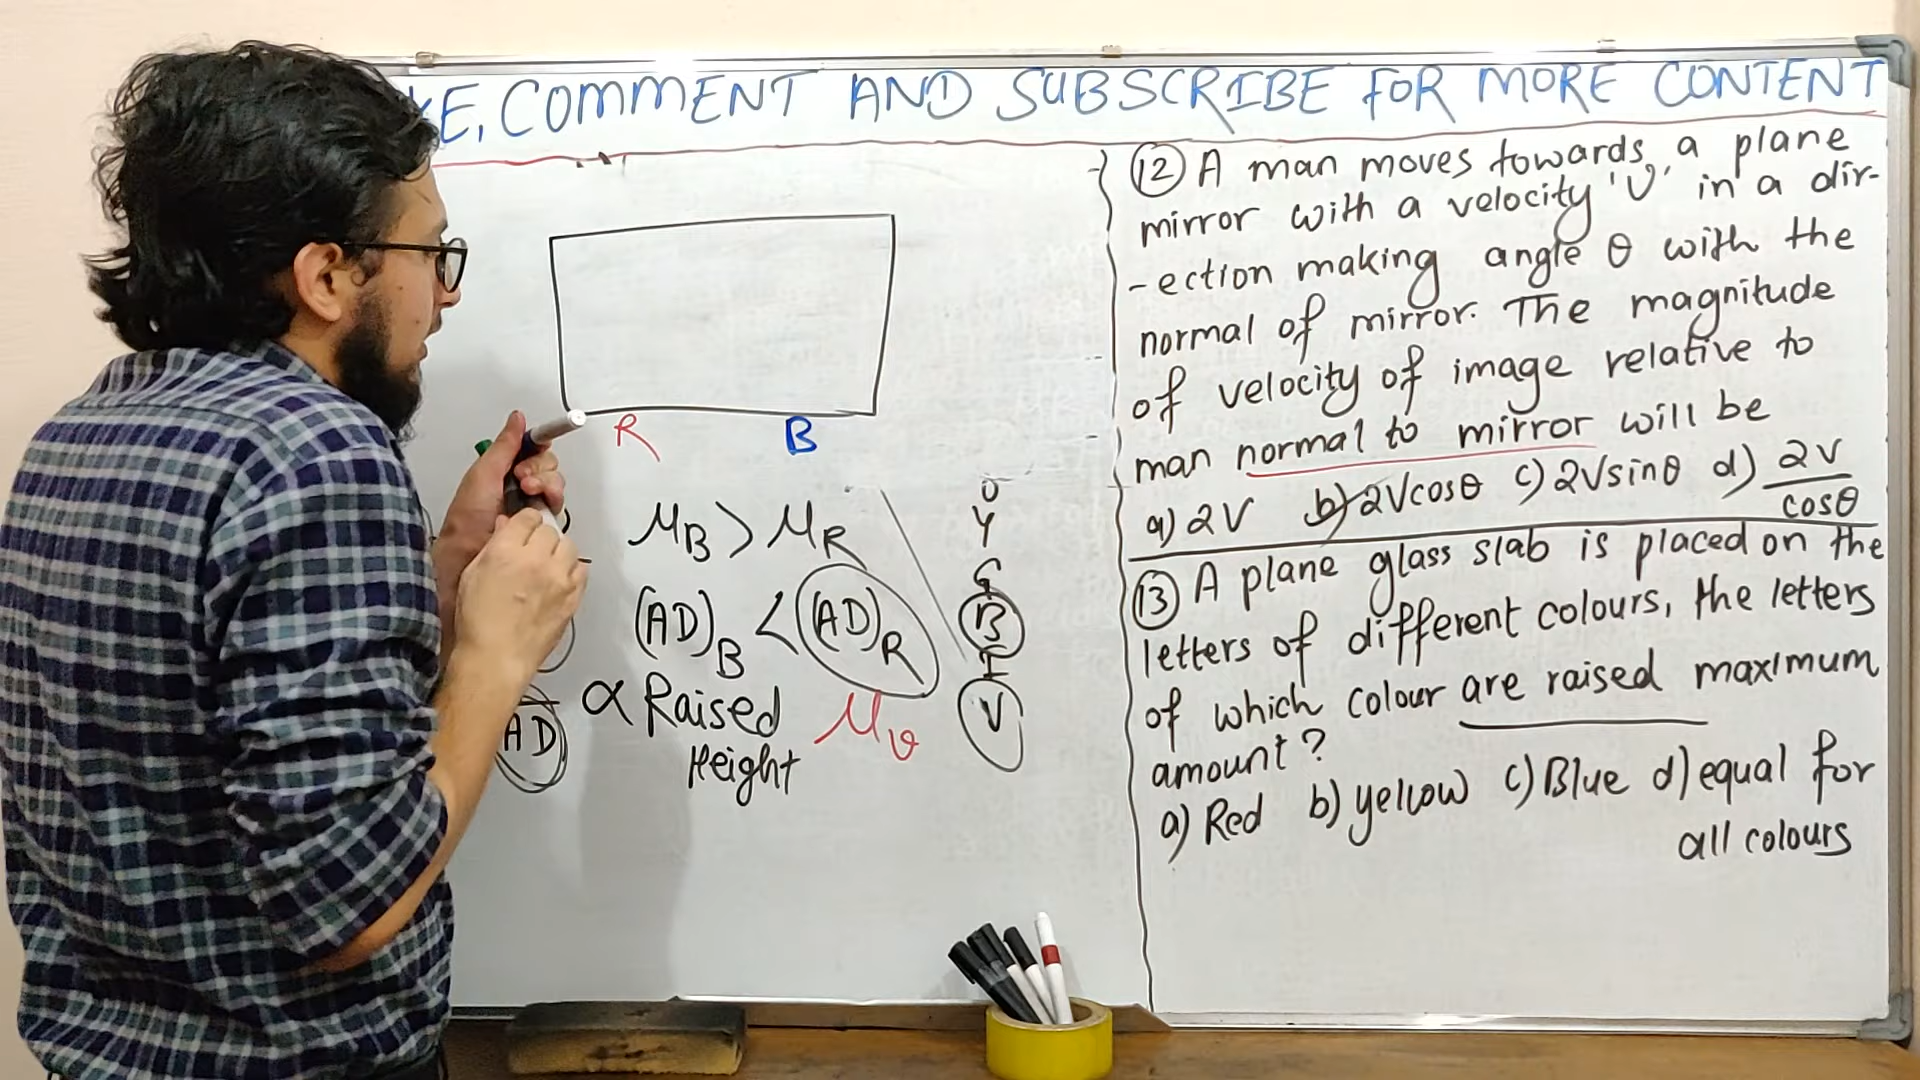 KE, COMMENT AND SUBSCRIBE FOR MORE CONTENT
R B
μB > μR
(AD)B < (AD)R
AD ∝ Raised
Height
μv
O
Y
G
B
I
V
(12) A man moves towards a plane
mirror with a velocity 'V' in a dir-
-ection making angle θ with the
normal of mirror. The magnitude
of velocity of image relative to
man normal to mirror will be
a) 2V b) 2Vcosθ c) 2Vsinθ d) 2V/cosθ
(13) A plane glass slab is placed on the
letters of different colours, the letters
of which colour are raised maximum
amount?
a) Red b) yellow c) Blue d) equal for
all colours